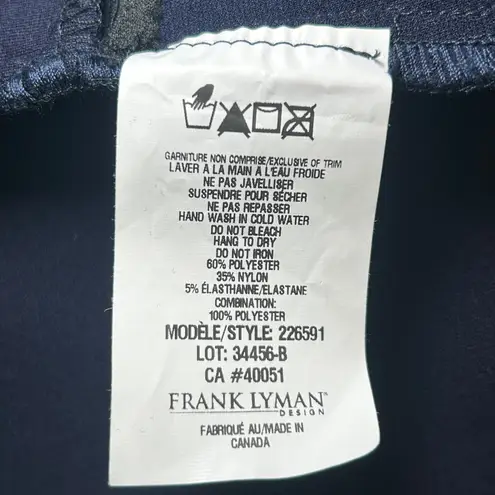 GARNITURE NON COMPRISE/EXCLUSIVE OF TRIM
LAVER À LA MAIN À L'EAU FROIDE
NE PAS JAVELLISER
SUSPENDRE POUR SÉCHER
NE PAS REPASSER
HAND WASH IN COLD WATER
DO NOT BLEACH
HANG TO DRY
DO NOT IRON
60% POLYESTER
35% NYLON
5% ÉLASTHANNE/ELASTANE
COMBINATION:
100% POLYESTER
MODÈLE/STYLE: 226591
LOT: 34456-B
CA #40051
FRANK LYMAN™
DESIGN
FABRIQUÉ AU/MADE IN
CANADA